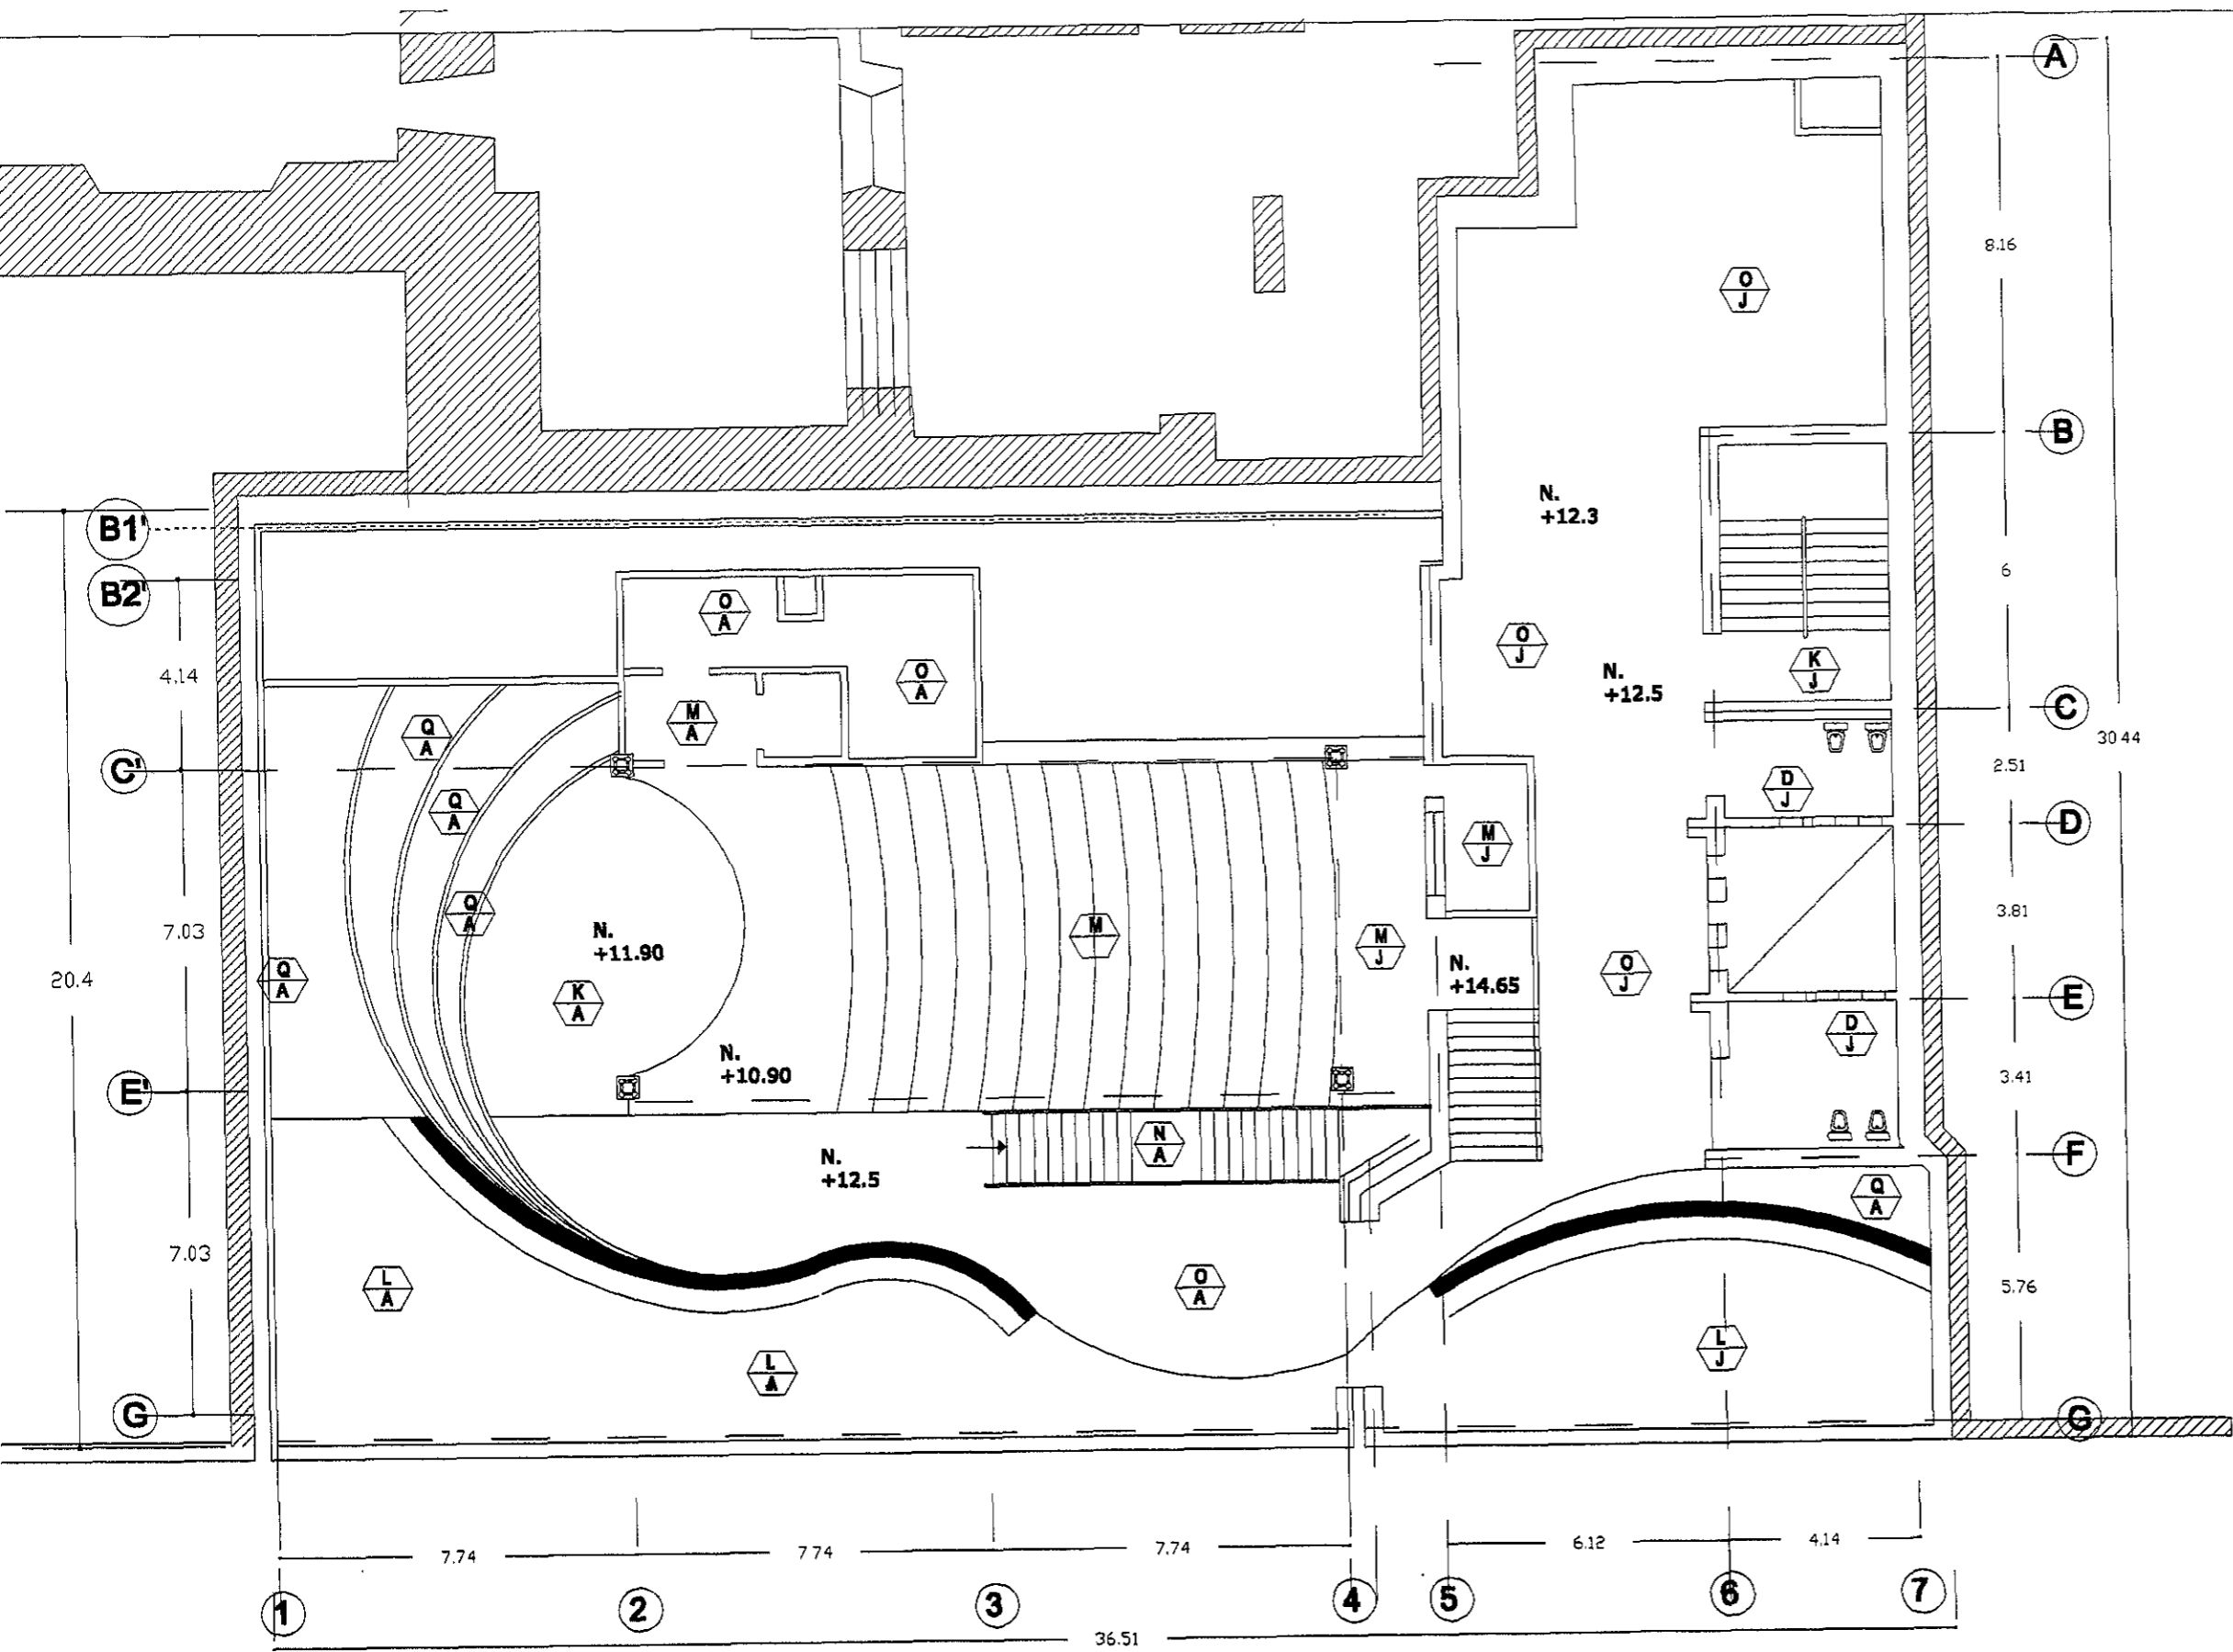 A
8.16
O
J
B
N.
+12.3
B1'
6
B2'
O
A
O
J
4.14
K
J
O
A
N.
+12.5
C
Q
A
M
A
30 44
C'
2.51
D
J
Q
A
D
M
J
Q
A
3.81
7.03
N.
+11.90
M
M
J
Q
A
20.4
N.
+14.65
O
J
K
A
E
D
J
N.
+10.90
3.41
E'
N
A
F
N.
+12.5
Q
A
7.03
L
A
O
A
5.76
L
J
L
A
G
G
7.74
7 74
7.74
6.12
4.14
1
2
3
4
5
6
7
36.51